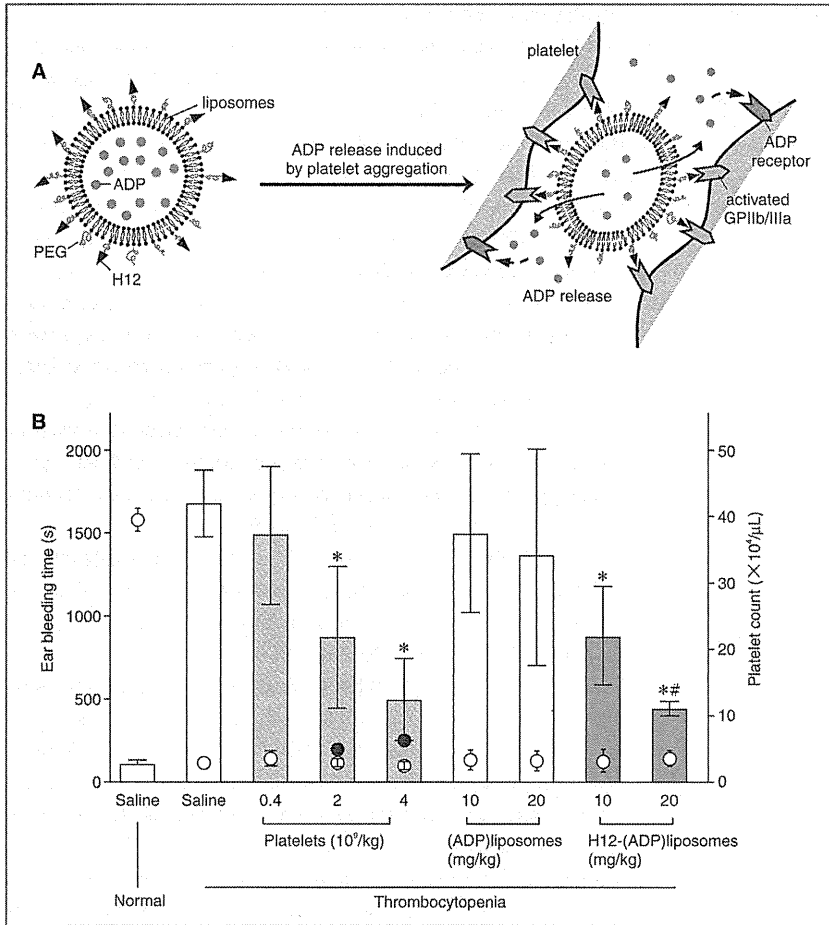 A
liposomes
ADP
PEG
H12
ADP release induced
by platelet aggregation
platelet
ADP
receptor
activated
GPIIb/IIIa
ADP release
B
Ear bleeding time (s)
2000
1500
1000
500
0
Platelet count (×10⁴/μL)
50
40
30
20
10
0
* * * *#
Saline Saline 0.4 2 4 10 20 10 20
Platelets (10⁹/kg) (ADP)liposomes H12-(ADP)liposomes
(mg/kg) (mg/kg)
Normal Thrombocytopenia